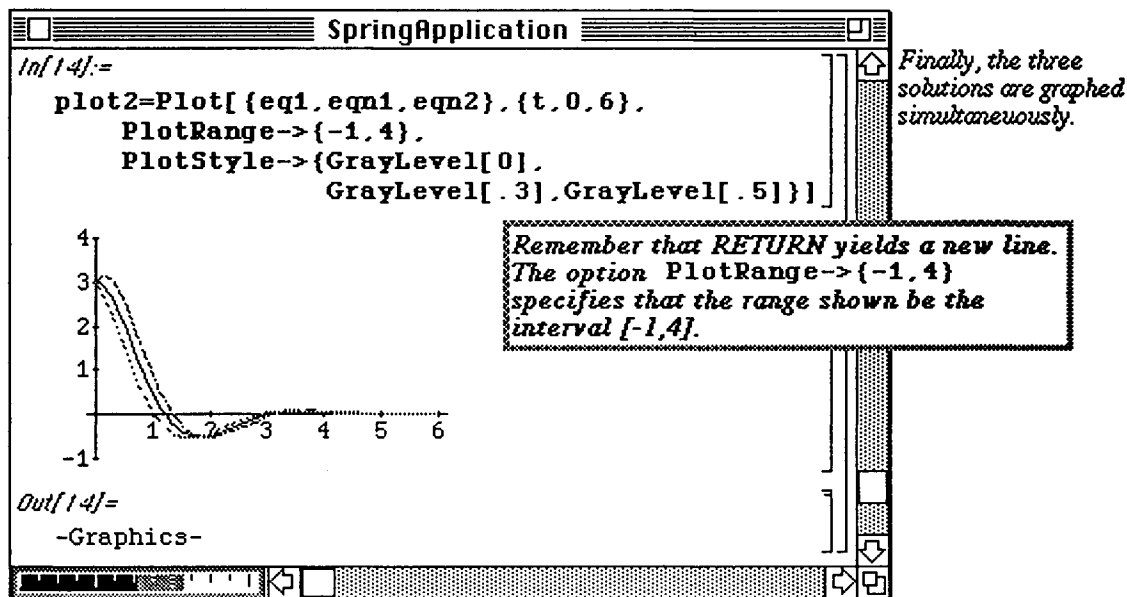 SpringApplication
In[14]:=
plot2=Plot[{eq1,eqn1,eqn2},{t,0,6},
PlotRange->{-1,4},
PlotStyle->{GrayLevel[0],
GrayLevel[.3],GrayLevel[.5]}]
Finally, the three
solutions are graphed
simultaneuously.
Remember that RETURN yields a new line.
The option PlotRange->{-1,4}
specifies that the range shown be the
interval [-1,4].
4
3
2
1
1 2 3 4 5 6
-1
Out[14]=
-Graphics-